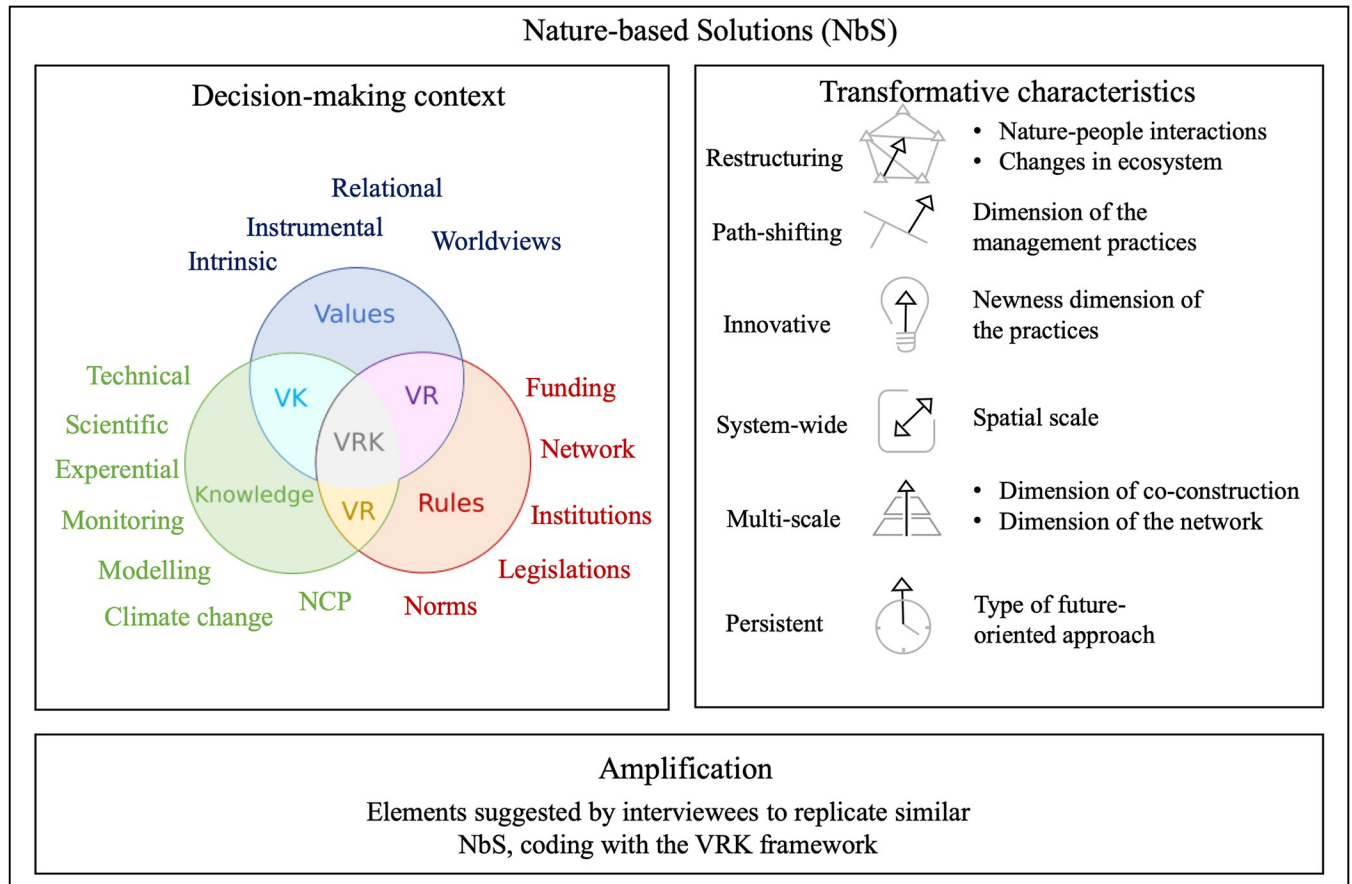 Nature-based Solutions (NbS)
Decision-making context
Relational
Instrumental
Worldviews
Intrinsic
Values
Technical
Scientific
Experential
Monitoring
Modelling
Climate change
NCP
VK
VR
VRK
Knowledge
VR
Rules
Funding
Network
Institutions
Legislations
Norms
Transformative characteristics
Restructuring
• Nature-people interactions
• Changes in ecosystem
Path-shifting
Dimension of the
management practices
Innovative
Newness dimension of
the practices
System-wide
Spatial scale
Multi-scale
• Dimension of co-construction
• Dimension of the network
Persistent
Type of future-
oriented approach
Amplification
Elements suggested by interviewees to replicate similar
NbS, coding with the VRK framework